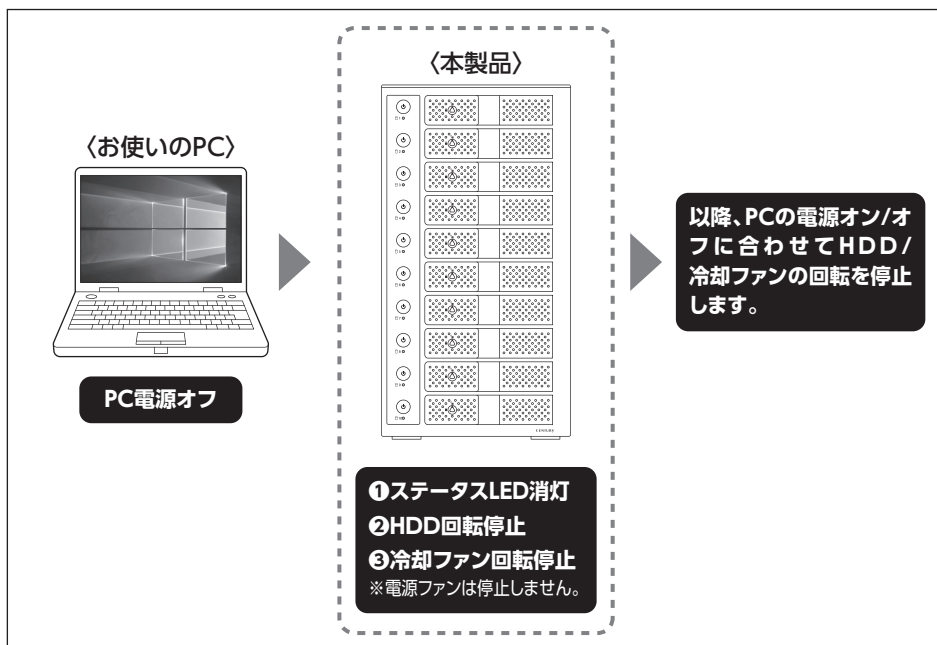 〈本製品〉
〈お使いのPC〉
PC電源オフ
CENTURY
❶ステータスLED消灯
❷HDD回転停止
❸冷却ファン回転停止
※電源ファンは停止しません。
以降、PCの電源オン/オ
フに合わせてHDD/
冷却ファンの回転を停止
します。